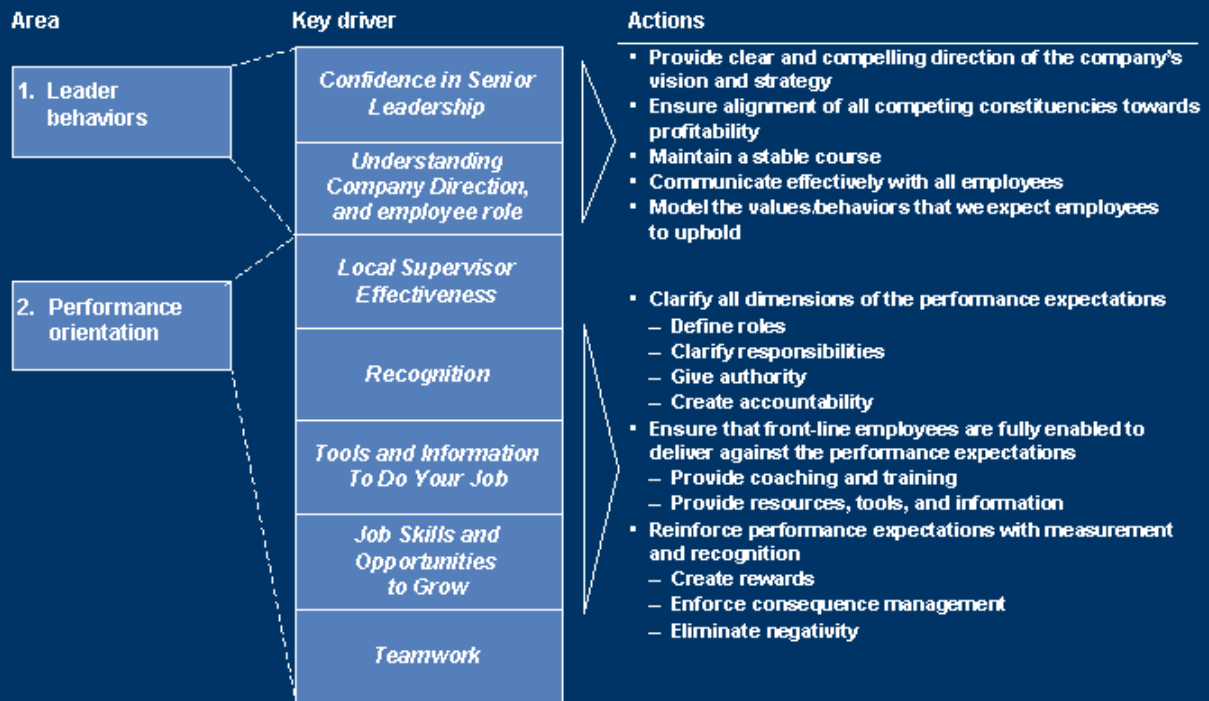 Area
Key driver
Actions
1. Leader
behaviors
2. Performance
orientation
Confidence in Senior
Leadership
Understanding
Company Direction,
and employee role
Local Supervisor
Effectiveness
Recognition
Tools and Information
To Do Your Job
Job Skills and
Opportunities
to Grow
Teamwork
▪ Provide clear and compelling direction of the company's
vision and strategy
▪ Ensure alignment of all competing constituencies towards
profitability
▪ Maintain a stable course
▪ Communicate effectively with all employees
▪ Model the values/behaviors that we expect employees
to uphold
▪ Clarify all dimensions of the performance expectations
– Define roles
– Clarify responsibilities
– Give authority
– Create accountability
▪ Ensure that front-line employees are fully enabled to
deliver against the performance expectations
– Provide coaching and training
– Provide resources, tools, and information
▪ Reinforce performance expectations with measurement
and recognition
– Create rewards
– Enforce consequence management
– Eliminate negativity